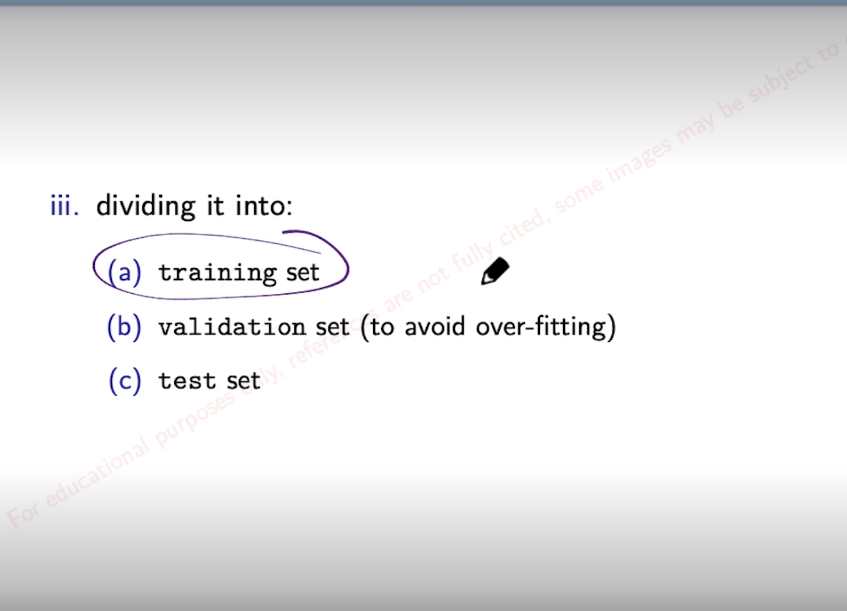 iii. dividing it into:
(a) training set
(b) validation set (to avoid over-fitting)
(c) test set
For educational purposes only, references are not fully cited, some images may be subject to